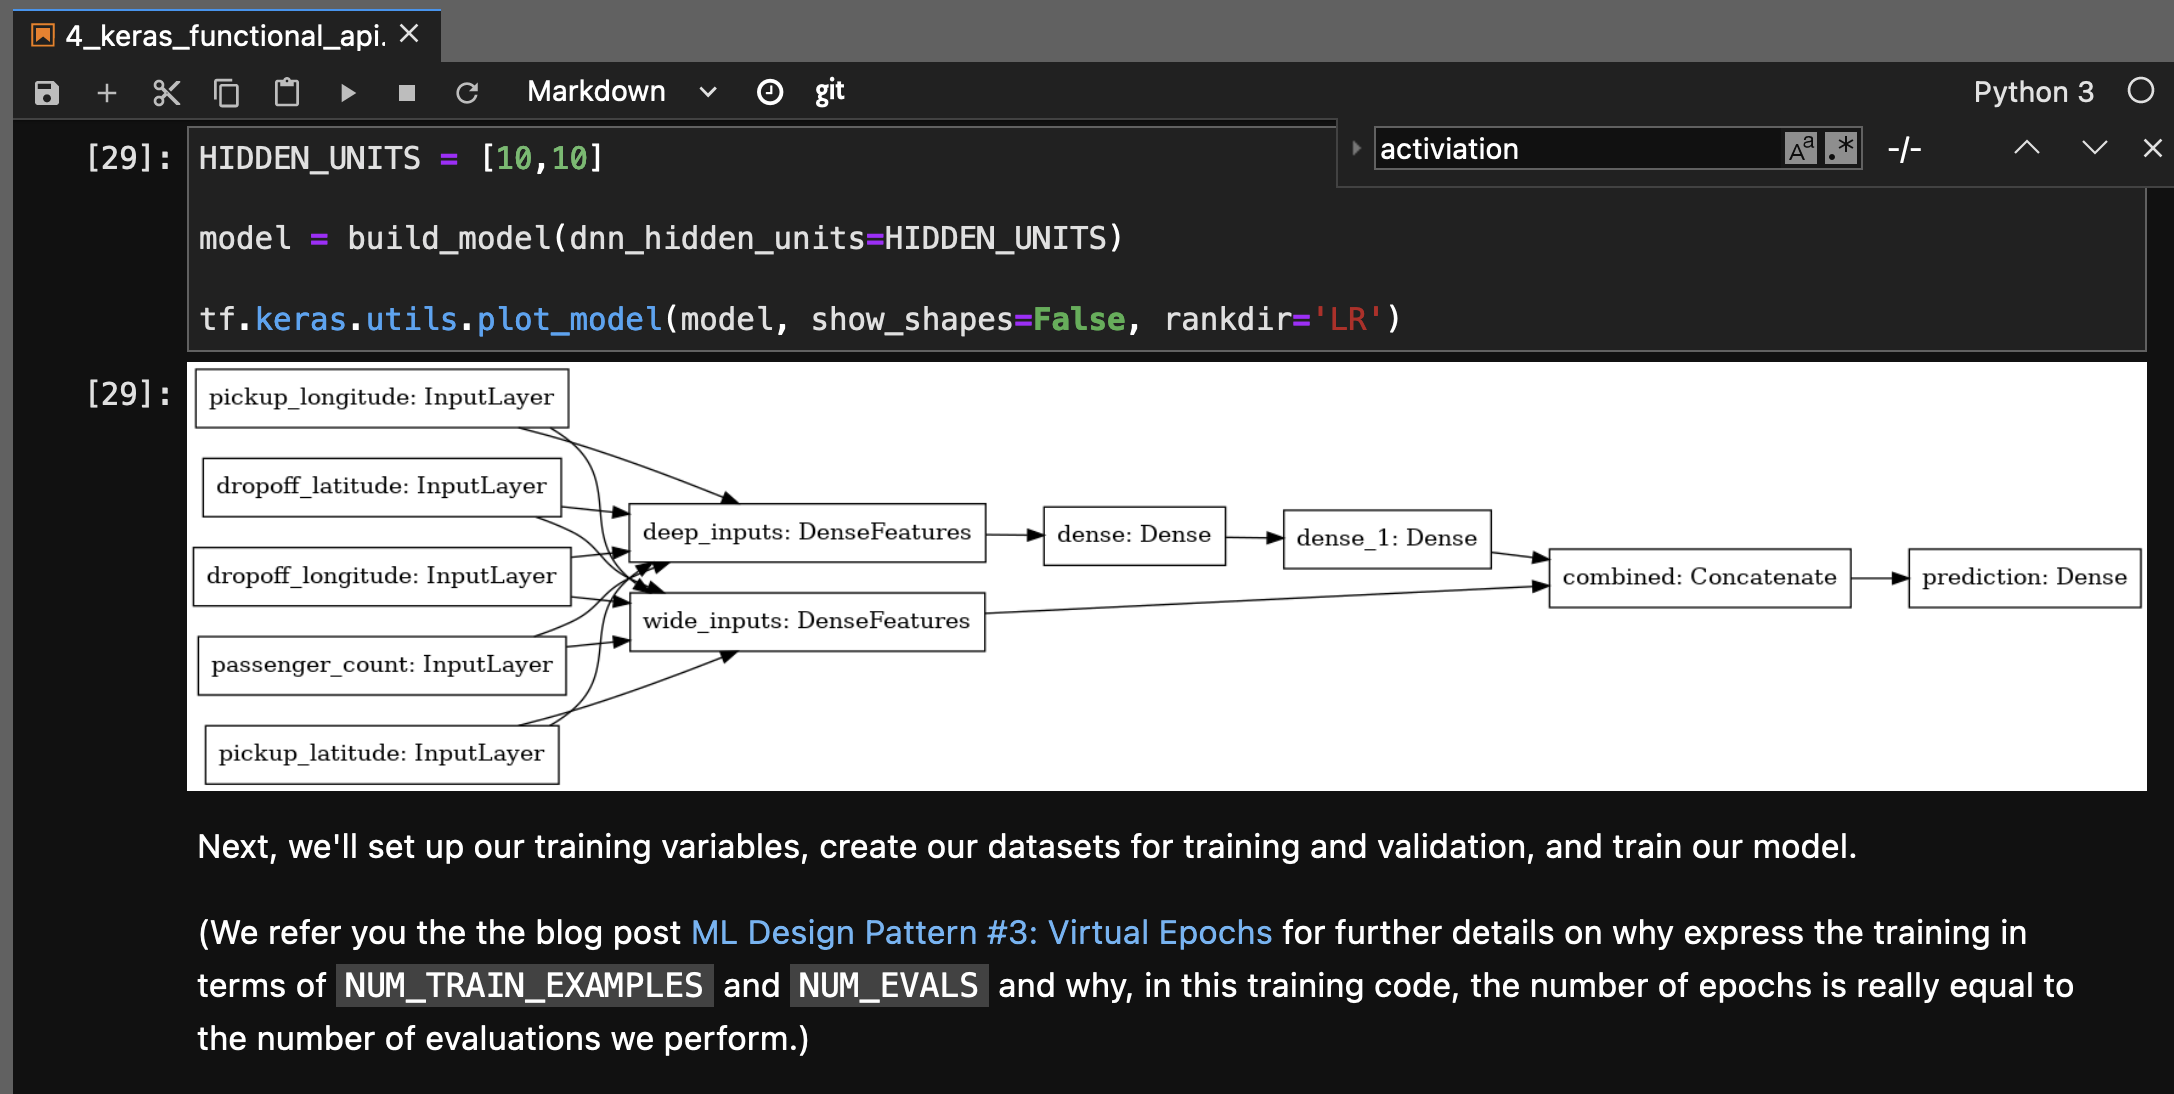 4_keras_functional_api.
Markdown
git
Python 3
activiation
Aa
.*
-/-
[29]:
HIDDEN_UNITS = [10,10]
model = build_model(dnn_hidden_units=HIDDEN_UNITS)
tf.keras.utils.plot_model(model, show_shapes=False, rankdir='LR')
[29]:
pickup_longitude: InputLayer
dropoff_latitude: InputLayer
dropoff_longitude: InputLayer
passenger_count: InputLayer
pickup_latitude: InputLayer
deep_inputs: DenseFeatures
wide_inputs: DenseFeatures
dense: Dense
dense_1: Dense
combined: Concatenate
prediction: Dense
Next, we'll set up our training variables, create our datasets for training and validation, and train our model.
(We refer you the the blog post ML Design Pattern #3: Virtual Epochs for further details on why express the training in
terms of NUM_TRAIN_EXAMPLES and NUM_EVALS and why, in this training code, the number of epochs is really equal to
the number of evaluations we perform.)